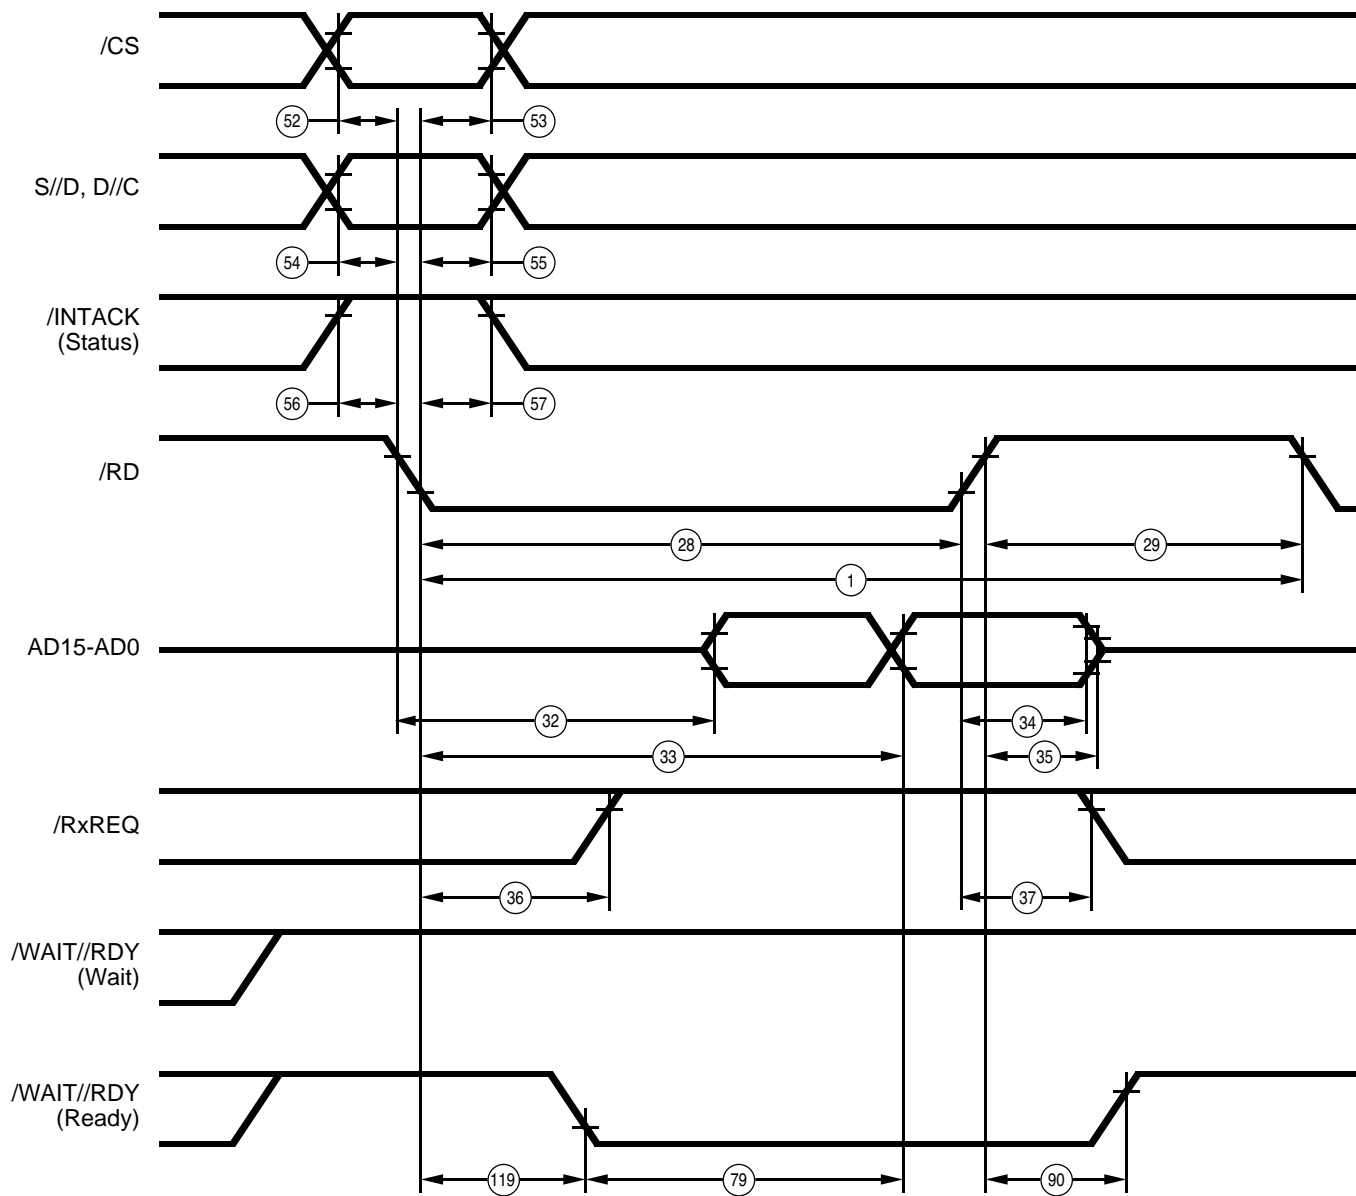 /CS
52
53
S//D, D//C
54
55
/INTACK
(Status)
56
57
/RD
28
29
1
AD15-AD0
32
34
33
35
/RxREQ
36
37
/WAIT//RDY
(Wait)
/WAIT//RDY
(Ready)
119
79
90